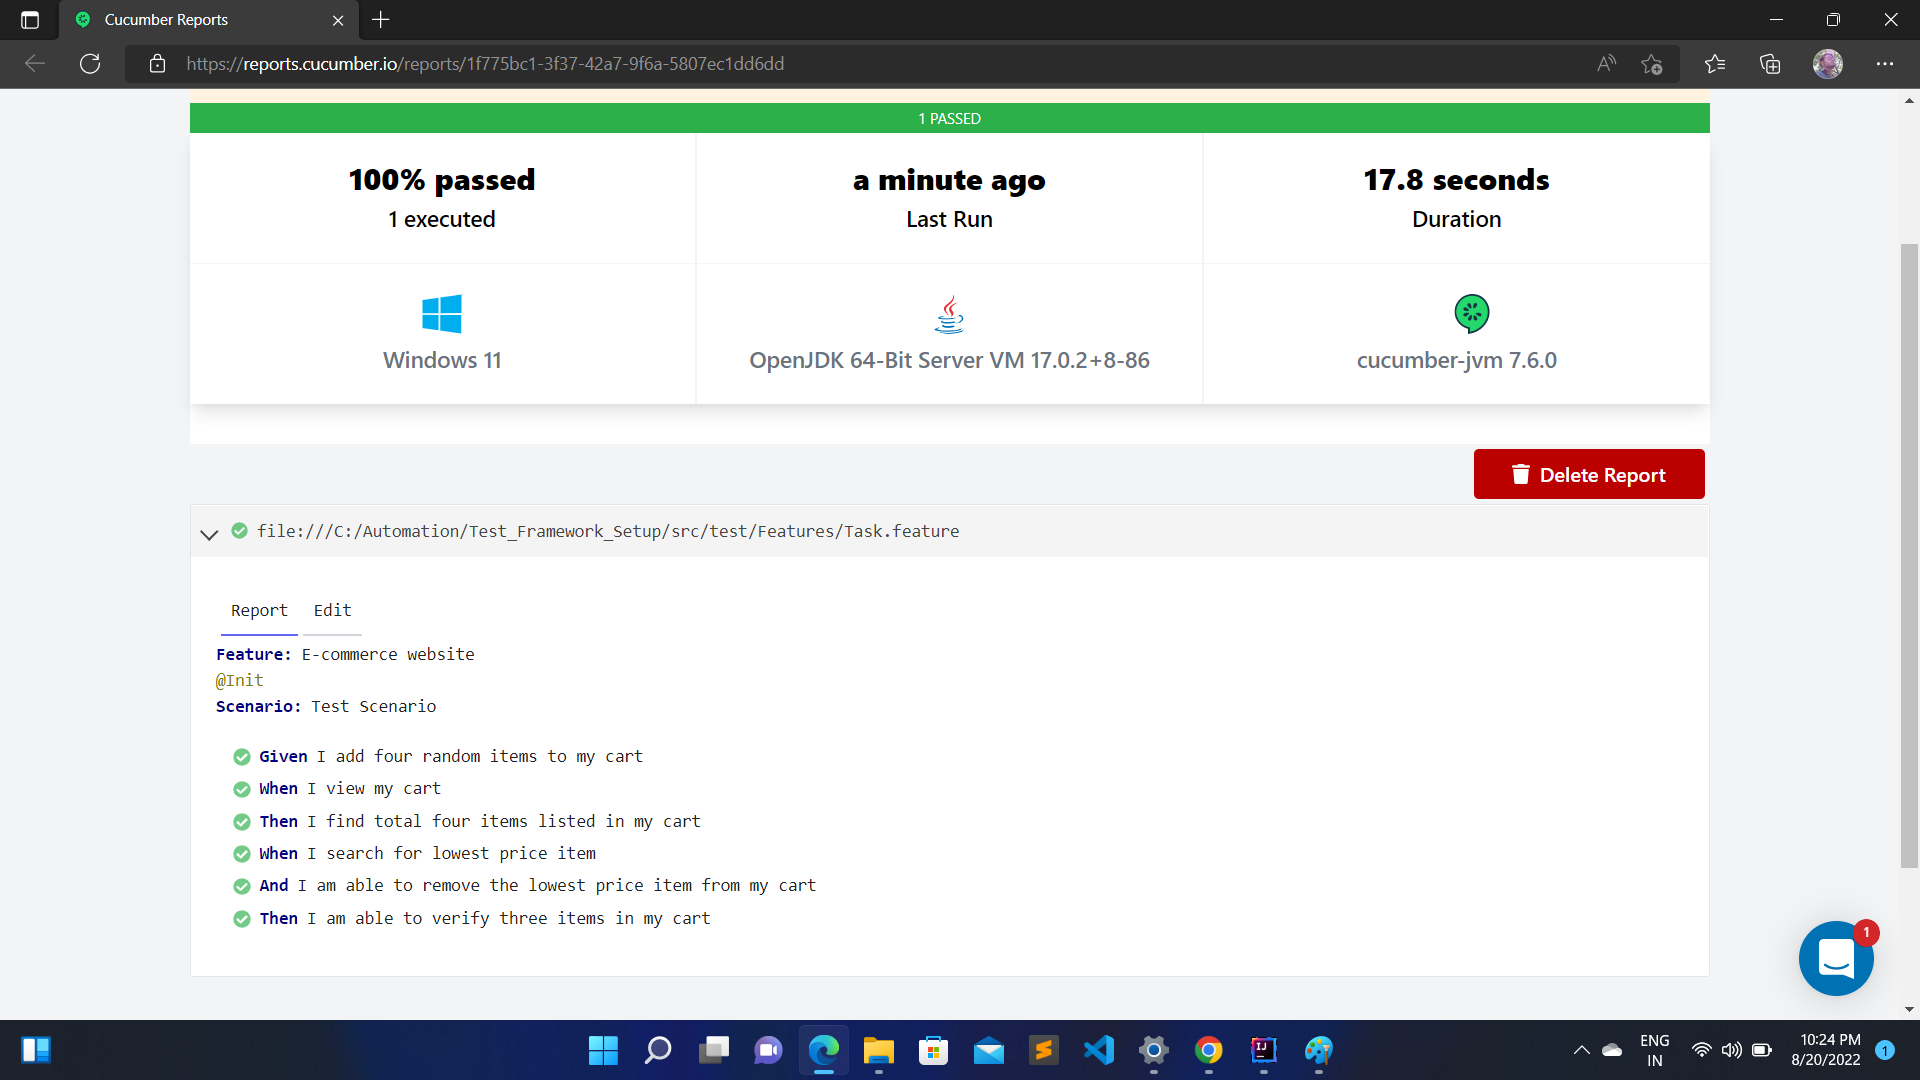 Cucumber Reports
https://reports.cucumber.io/reports/1f775bc1-3f37-42a7-9f6a-5807ec1dd6dd
1 PASSED
100% passed
1 executed
a minute ago
Last Run
17.8 seconds
Duration
Windows 11
OpenJDK 64-Bit Server VM 17.0.2+8-86
cucumber-jvm 7.6.0
Delete Report
file:///C:/Automation/Test_Framework_Setup/src/test/Features/Task.feature
Report Edit
Feature: E-commerce website
@Init
Scenario: Test Scenario
Given I add four random items to my cart
When I view my cart
Then I find total four items listed in my cart
When I search for lowest price item
And I am able to remove the lowest price item from my cart
Then I am able to verify three items in my cart
1
ENG
IN
10:24 PM
8/20/2022
1